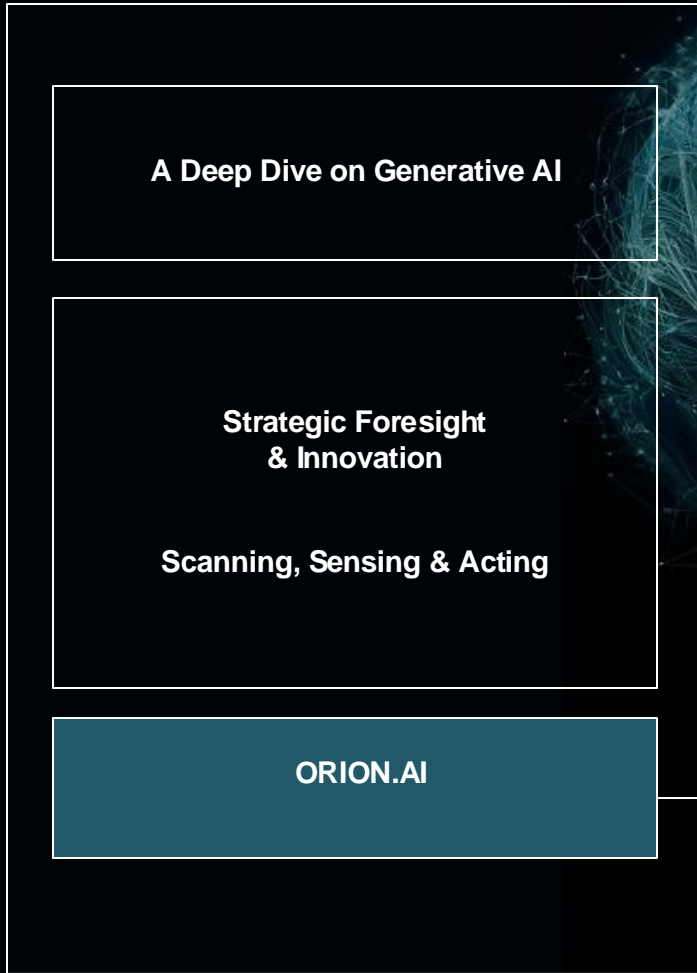 A Deep Dive on Generative AI
Strategic Foresight
& Innovation
Scanning, Sensing & Acting
ORION.AI